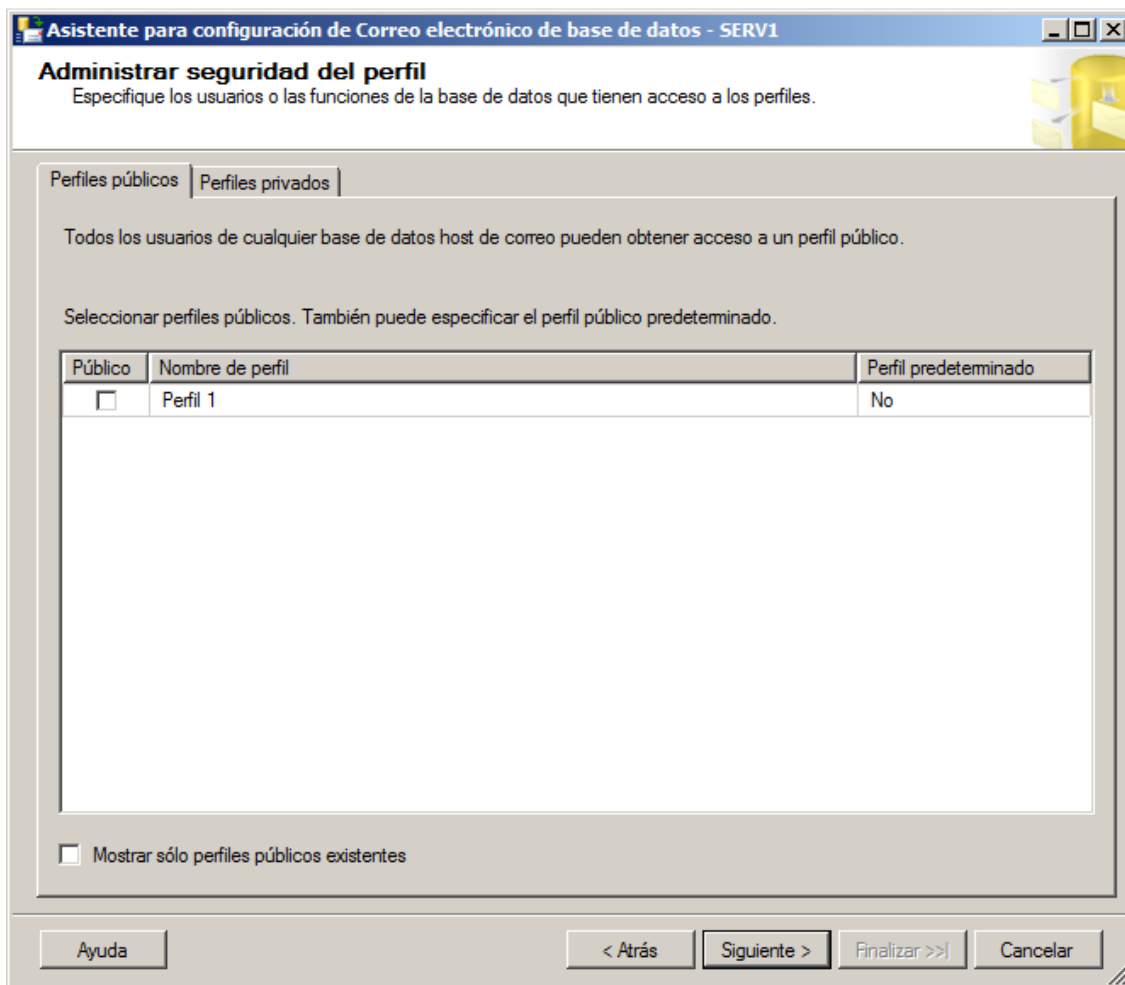 Asistente para configuración de Correo electrónico de base de datos - SERV1
Administrar seguridad del perfil
Especifique los usuarios o las funciones de la base de datos que tienen acceso a los perfiles.
Perfiles públicos
Perfiles privados
Todos los usuarios de cualquier base de datos host de correo pueden obtener acceso a un perfil público.
Seleccionar perfiles públicos. También puede especificar el perfil público predeterminado.
Público Nombre de perfil Perfil predeterminado
Perfil 1 No
Mostrar sólo perfiles públicos existentes
Ayuda < Atrás Siguiente > Finalizar >>| Cancelar